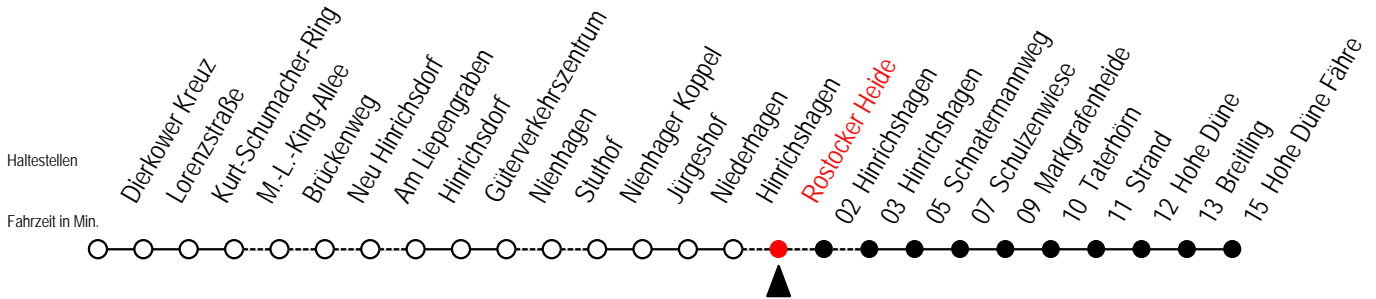 Haltestellen
Fahrzeit in Min.
Dierkower Kreuz
Lorenzstraße
Kurt-Schumacher-Ring
M.-L.-King-Allee
Brückenweg
Neu Hinrichsdorf
Am Liepengraben
Hinrichsdorf
Güterverkehrszentrum
Nienhagen
Stuthof
Nienhager Koppel
Jürgeshof
Niederhagen
Hinrichshagen
Rostocker Heide
02 Hinrichshagen
03 Hinrichshagen
05 Schnatermannweg
07 Schulzenwiese
09 Markgrafenheide
10 Taterhörn
11 Strand
12 Hohe Düne
13 Breitling
15 Hohe Düne Fähre